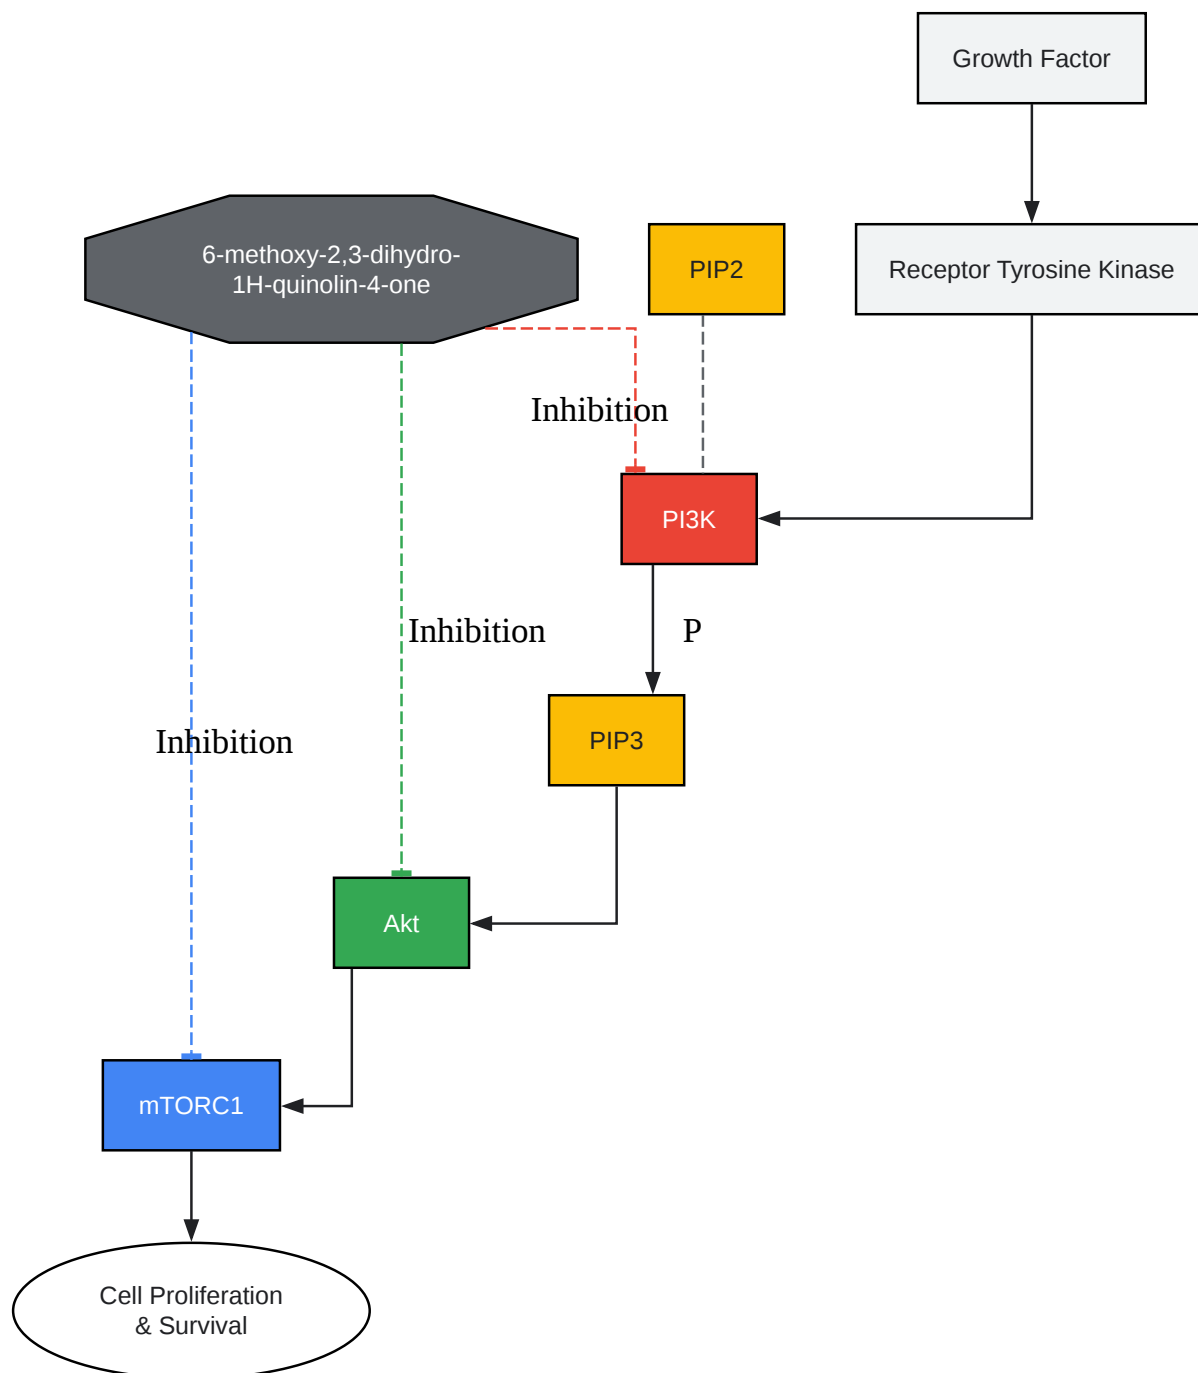 Growth Factor
6-methoxy-2,3-dihydro-
1H-quinolin-4-one
PIP2
Receptor Tyrosine Kinase
Inhibition
PI3K
Inhibition
P
PIP3
Inhibition
Akt
mTORC1
Cell Proliferation
& Survival